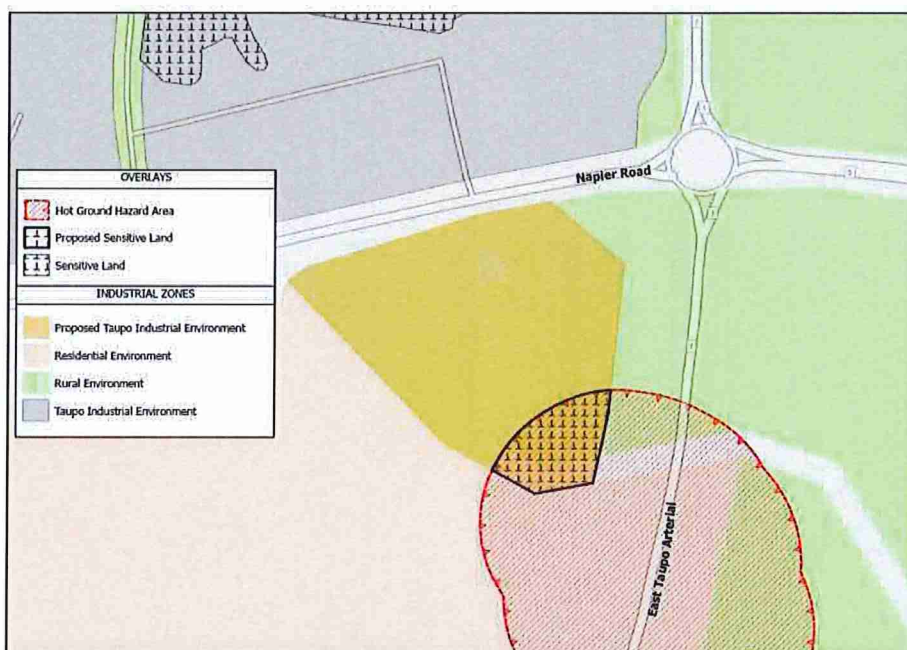 OVERLAYS
Hot Ground Hazard Area
Proposed Sensitive Land
Sensitive Land
INDUSTRIAL ZONES
Proposed Taupo Industrial Environment
Residential Environment
Rural Environment
Taupo Industrial Environment
Napier Road
East Taupo Arterial